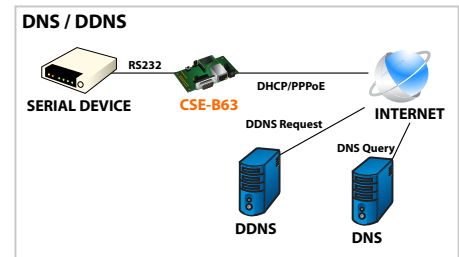 DNS / DDNS
RS232
SERIAL DEVICE
CSE-B63
DHCP/PPPoE
INTERNET
DDNS Request
DNS Query
DDNS
DNS